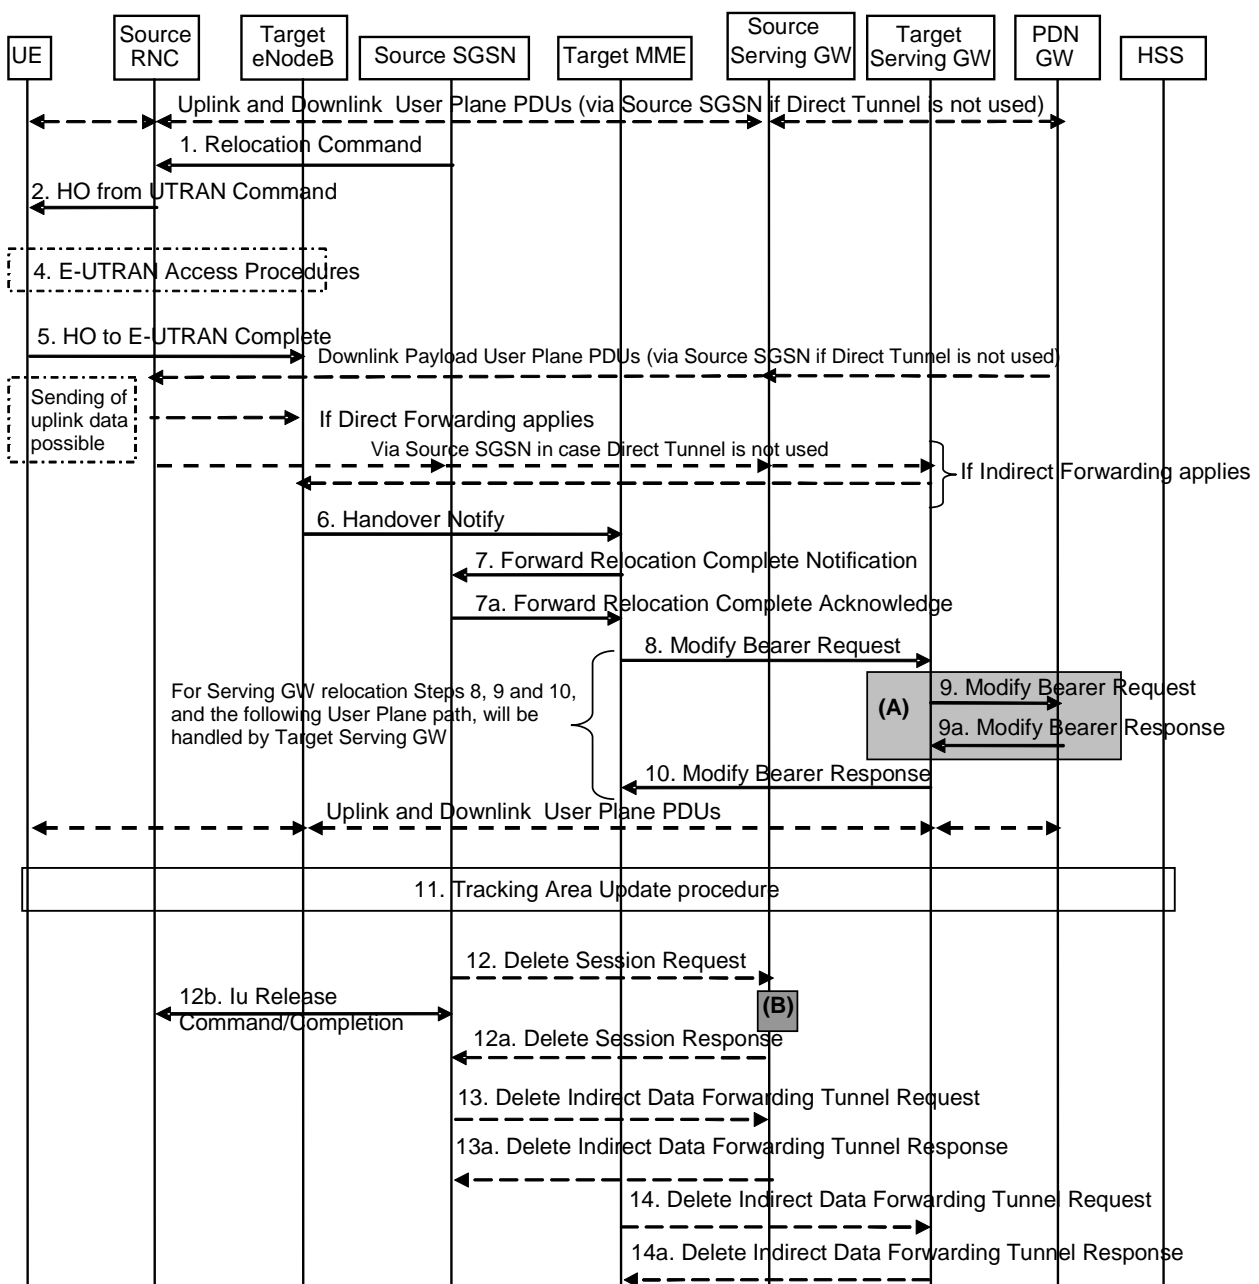 UE
Source
RNC
Target
eNodeB
Source SGSN
Target MME
Source
Serving GW
Target
Serving GW
PDN
GW
HSS
Uplink and Downlink User Plane PDUs (via Source SGSN if Direct Tunnel is not used)
1. Relocation Command
2. HO from UTRAN Command
4. E-UTRAN Access Procedures
5. HO to E-UTRAN Complete
Downlink Payload User Plane PDUs (via Source SGSN if Direct Tunnel is not used)
Sending of
uplink data
possible
If Direct Forwarding applies
Via Source SGSN in case Direct Tunnel is not used
If Indirect Forwarding applies
6. Handover Notify
7. Forward Relocation Complete Notification
7a. Forward Relocation Complete Acknowledge
8. Modify Bearer Request
For Serving GW relocation Steps 8, 9 and 10,
and the following User Plane path, will be
handled by Target Serving GW
(A)
9. Modify Bearer Request
9a. Modify Bearer Response
10. Modify Bearer Response
Uplink and Downlink User Plane PDUs
11. Tracking Area Update procedure
12. Delete Session Request
12b. Iu Release
Command/Completion
(B)
12a. Delete Session Response
13. Delete Indirect Data Forwarding Tunnel Request
13a. Delete Indirect Data Forwarding Tunnel Response
14. Delete Indirect Data Forwarding Tunnel Request
14a. Delete Indirect Data Forwarding Tunnel Response